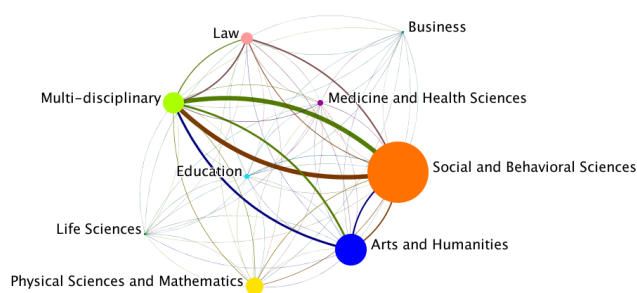 Business
Law
Multi-disciplinary
Medicine and Health Sciences
Social and Behavioral Sciences
Education
Life Sciences
Arts and Humanities
Physical Sciences and Mathematics